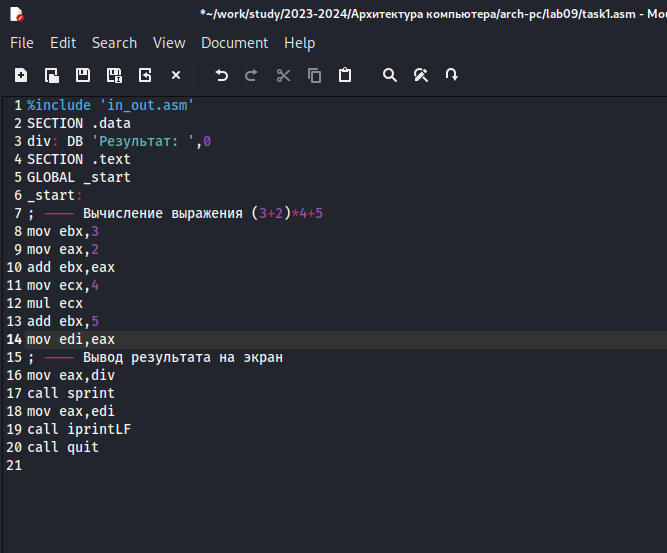 *~/work/study/2023-2024/Архитектура компьютера/arch-pc/lab09/task1.asm - Mou
File Edit Search View Document Help
1 %include 'in_out.asm'
2 SECTION .data
3 div: DB 'Результат: ',0
4 SECTION .text
5 GLOBAL _start
6 _start:
7 ; ---- Вычисление выражения (3+2)*4+5
8 mov ebx,3
9 mov eax,2
10 add ebx,eax
11 mov ecx,4
12 mul ecx
13 add ebx,5
14 mov edi,eax
15 ; ---- Вывод результата на экран
16 mov eax,div
17 call sprint
18 mov eax,edi
19 call iprintLF
20 call quit
21